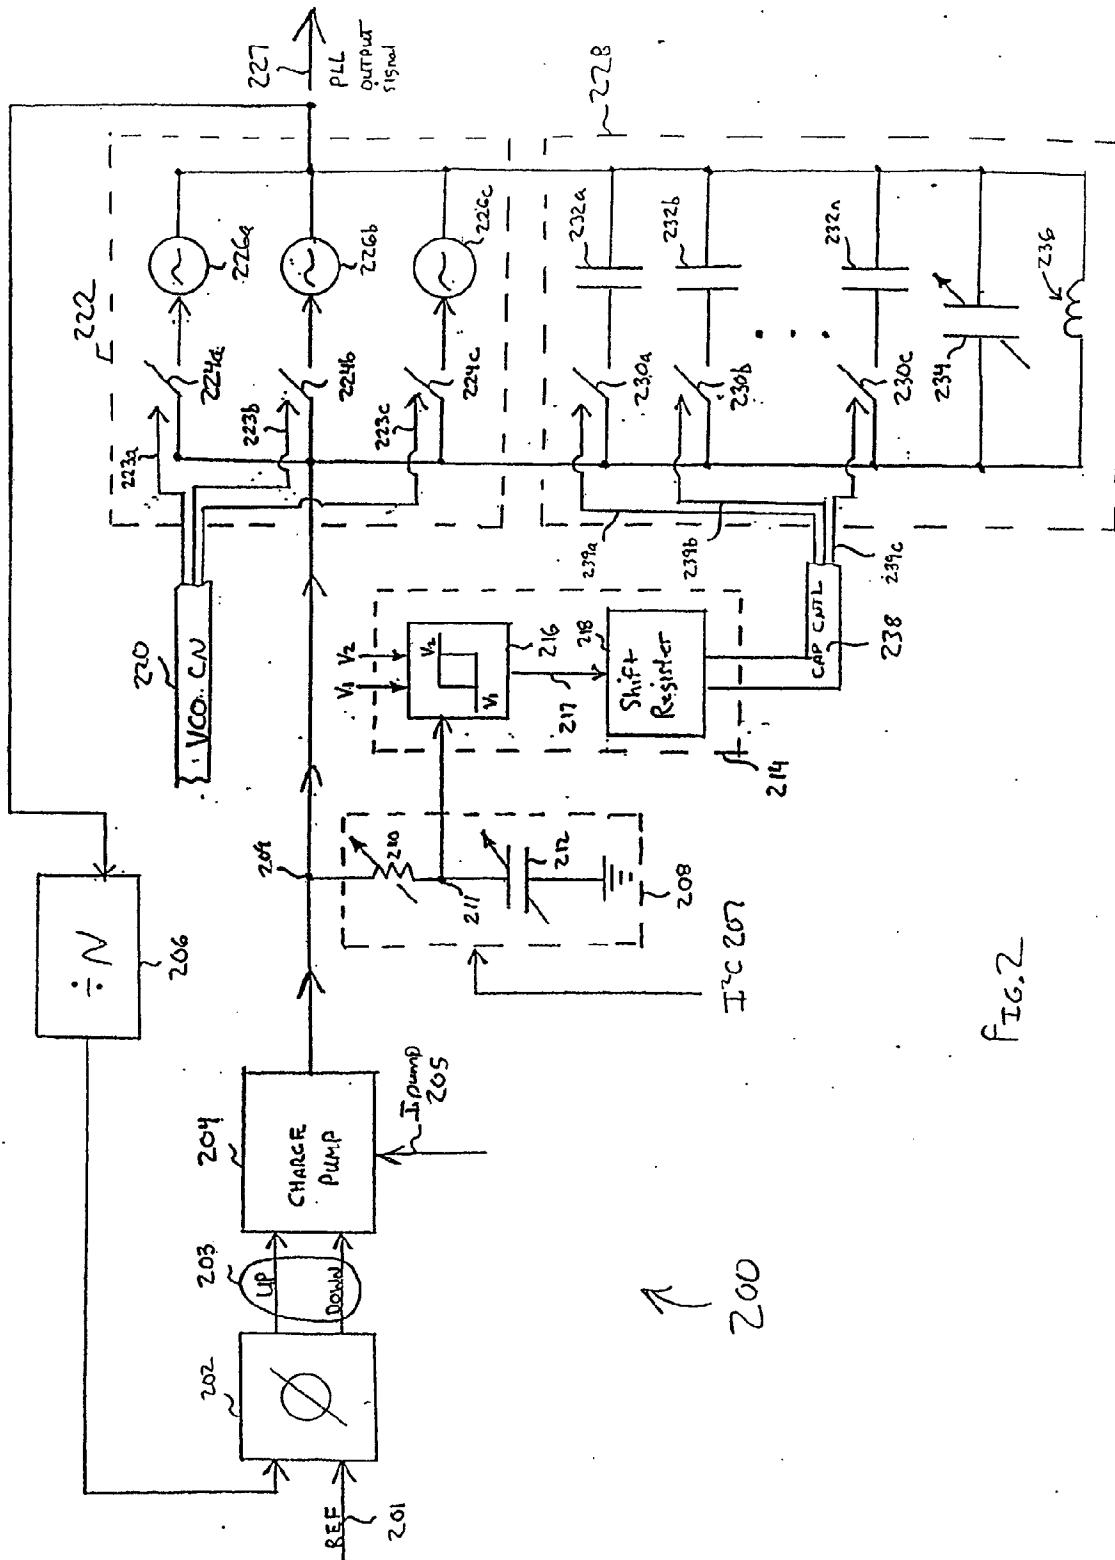 REF
201
202
UP
DOWN
203
204
CHARGE
PUMP
Ipump
205
÷N
206
209
210
211
212
208
I²C 207
V1
V2
V2
V1
216
217
218
Shift
Register
214
220
VCO CN
222
223a
223b
223c
224a
224b
224c
226a
226b
226c
227
PLL
OUTPUT
signal
228
230a
230b
230c
232a
232b
232n
234
236
CAP CNTL
238
239a
239b
239c
200
FIG. 2